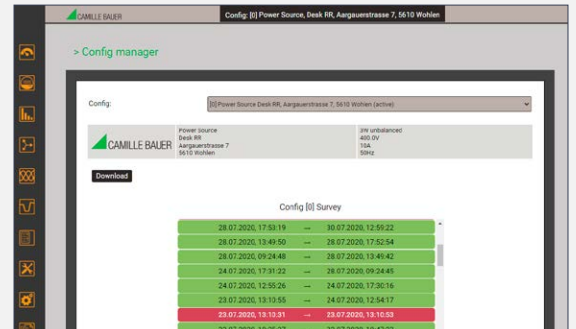 CAMILLE BAUER
Config: [0] Power Source, Desk RR, Aargauerstrasse 7, 5610 Wohlen
> Config manager
Config:
[0] Power Source Desk RR, Aargauerstrasse 7, 5610 Wohlen (active)
CAMILLE BAUER
Power Source
Desk RR
Aargauerstrasse 7
5610 Wohlen
400.0V
10A
50Hz
Download
Config [0] Survey
28.07.2020, 17:53:19 → 30.07.2020, 12:59:22
28.07.2020, 13:49:50 → 28.07.2020, 17:52:54
28.07.2020, 09:24:48 → 28.07.2020, 13:49:42
24.07.2020, 17:31:22 → 28.07.2020, 09:24:45
24.07.2020, 12:55:26 → 24.07.2020, 17:30:16
23.07.2020, 13:10:55 → 24.07.2020, 12:54:17
23.07.2020, 13:10:31 → 23.07.2020, 13:10:53